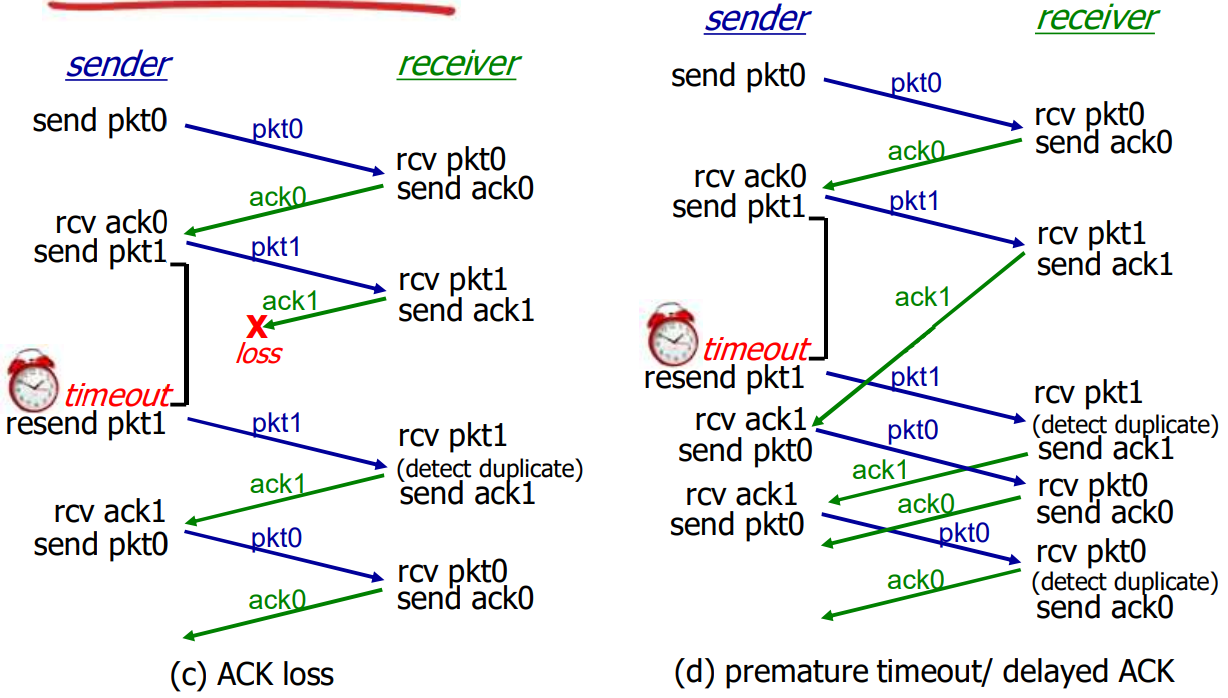 sender
receiver
send pkt0
pkt0
rcv pkt0
send ack0
ack0
rcv ack0
send pkt1
pkt1
rcv pkt1
send ack1
ack1
X
loss
timeout
resend pkt1
pkt1
rcv pkt1
(detect duplicate)
send ack1
ack1
rcv ack1
send pkt0
pkt0
rcv pkt0
send ack0
ack0
(c) ACK loss
sender
receiver
send pkt0
pkt0
rcv pkt0
send ack0
ack0
rcv ack0
send pkt1
pkt1
rcv pkt1
send ack1
ack1
timeout
resend pkt1
pkt1
rcv pkt1
(detect duplicate)
send ack1
rcv ack1
send pkt0
pkt0
ack1
rcv pkt0
send ack0
rcv ack1
send pkt0
ack0
pkt0
rcv pkt0
(detect duplicate)
send ack0
ack0
(d) premature timeout/ delayed ACK